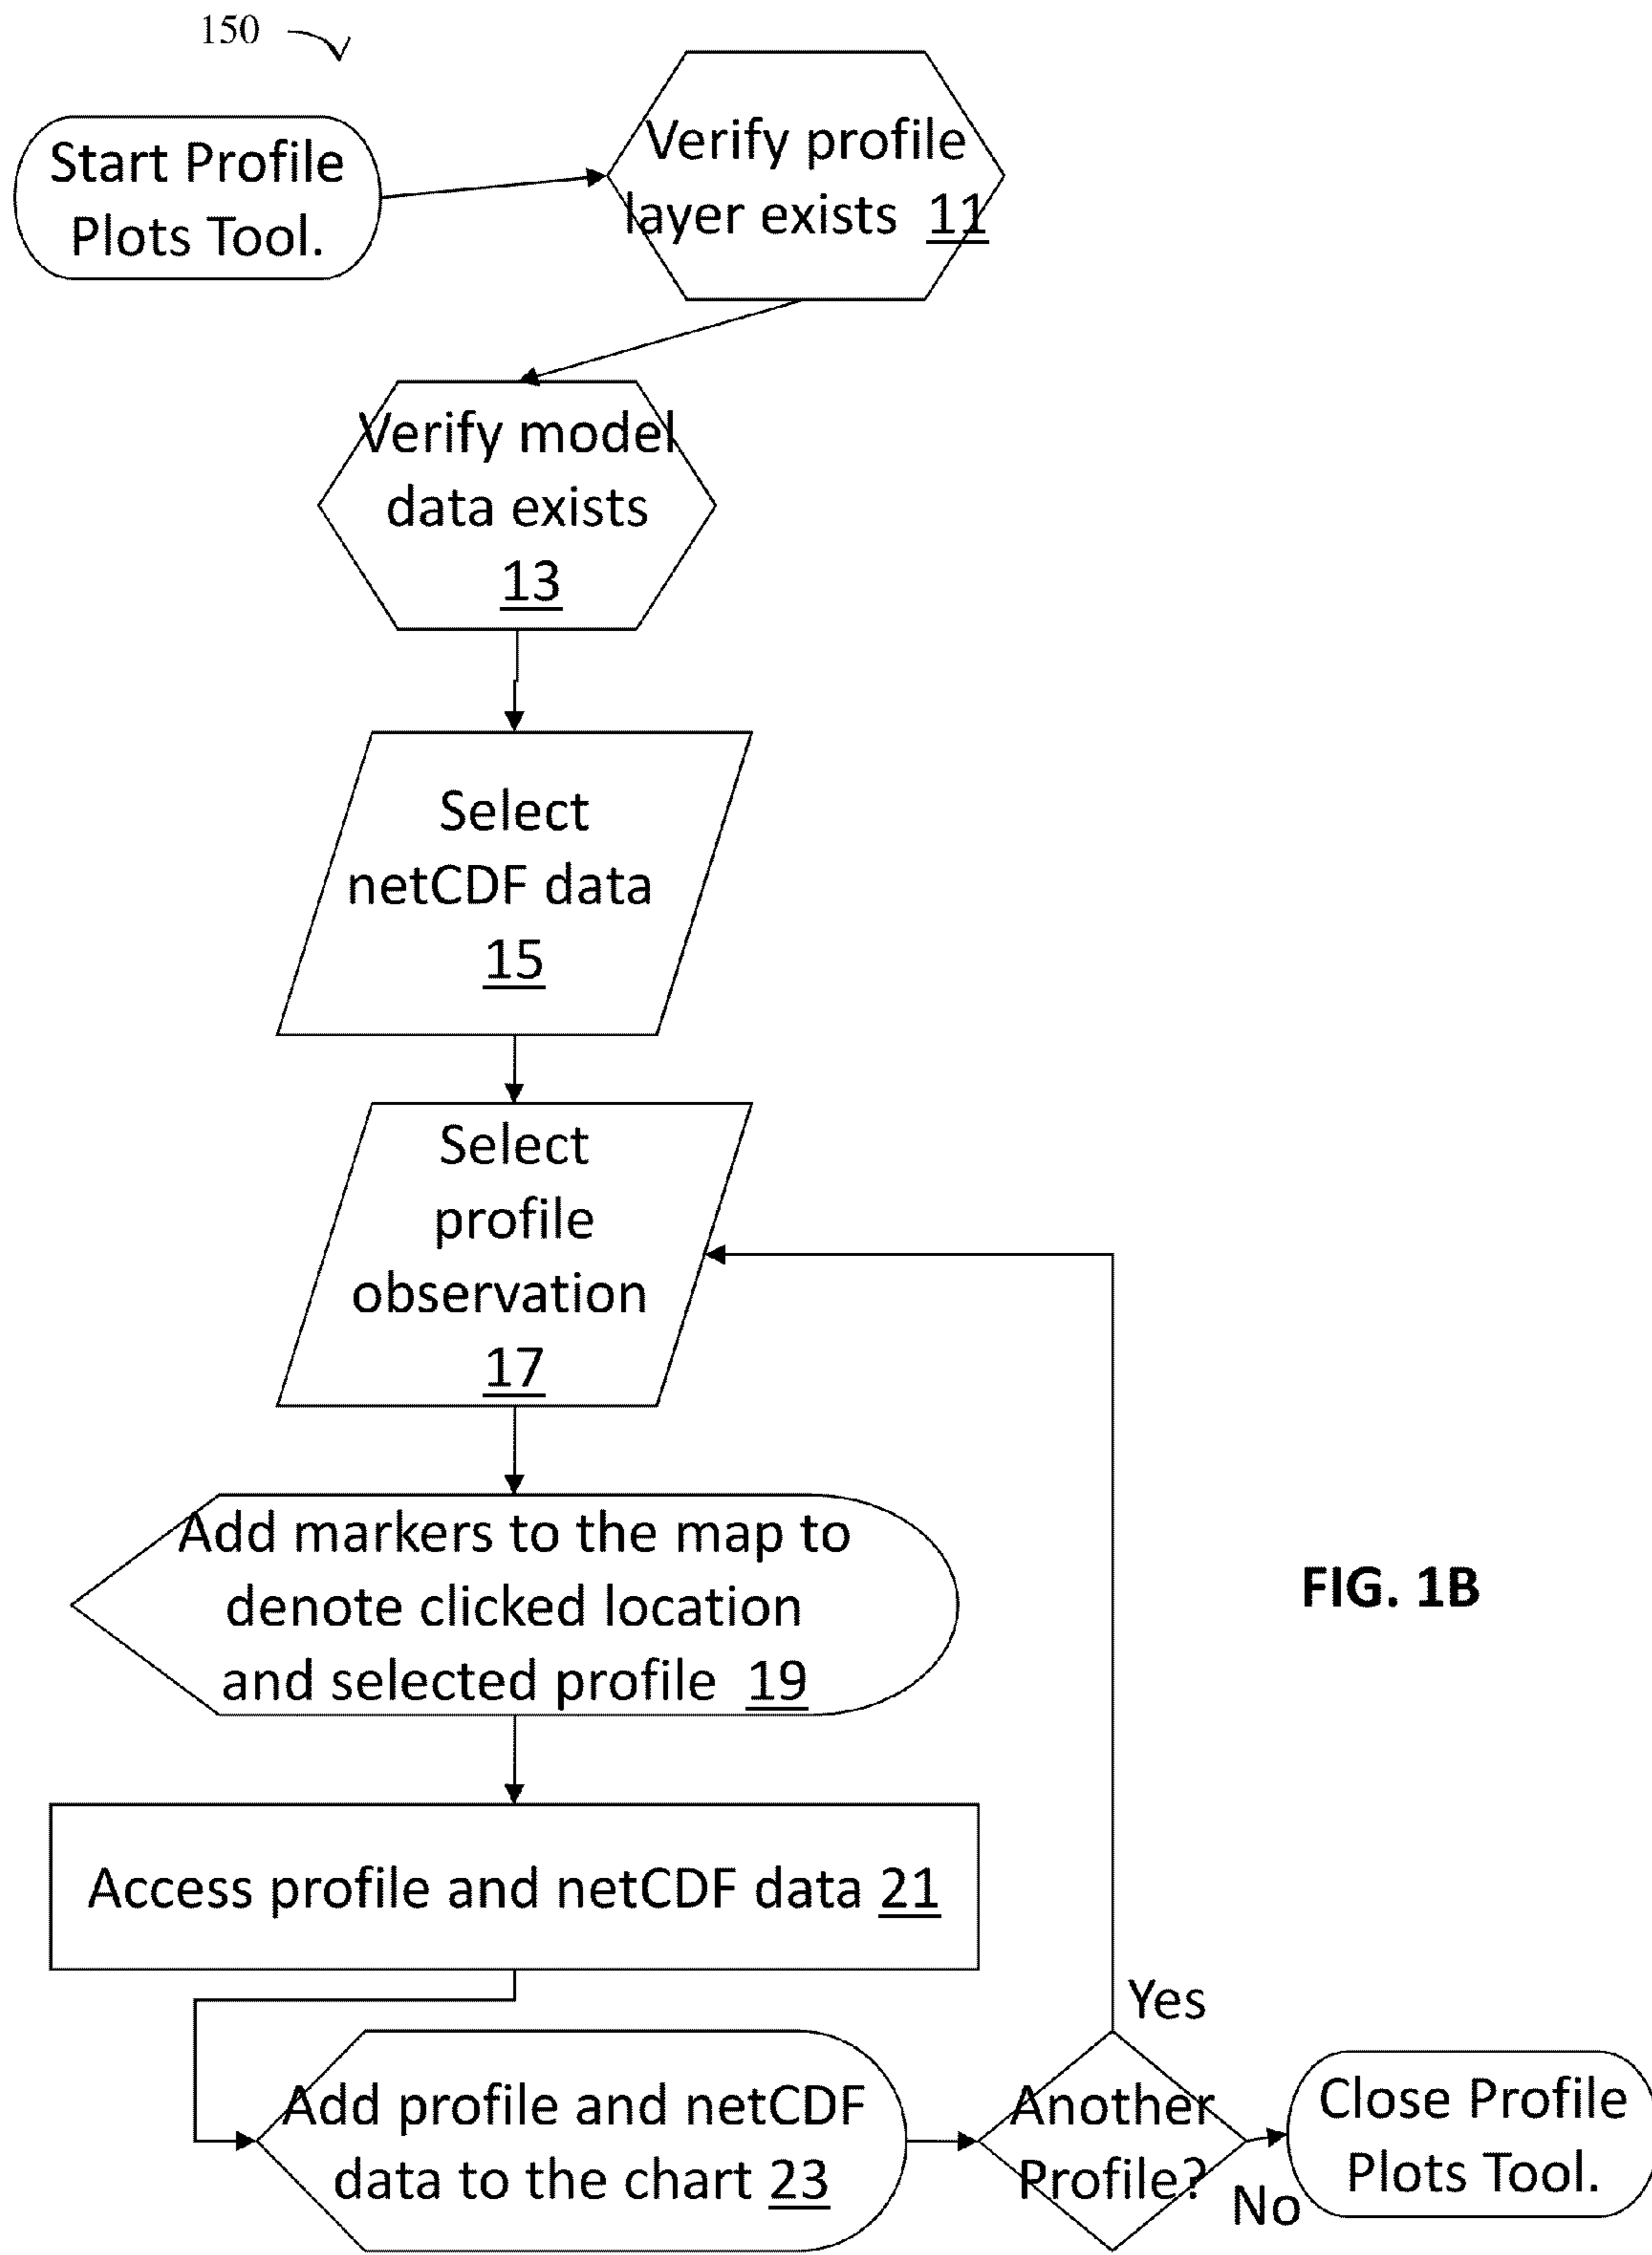 150
Start Profile
Plots Tool.
Verify profile
layer exists 11
Verify model
data exists
13
Select
netCDF data
15
Select
profile
observation
17
Add markers to the map to
denote clicked location
and selected profile 19
FIG. 1B
Access profile and netCDF data 21
Add profile and netCDF
data to the chart 23
Another
Profile?
Yes
No
Close Profile
Plots Tool.